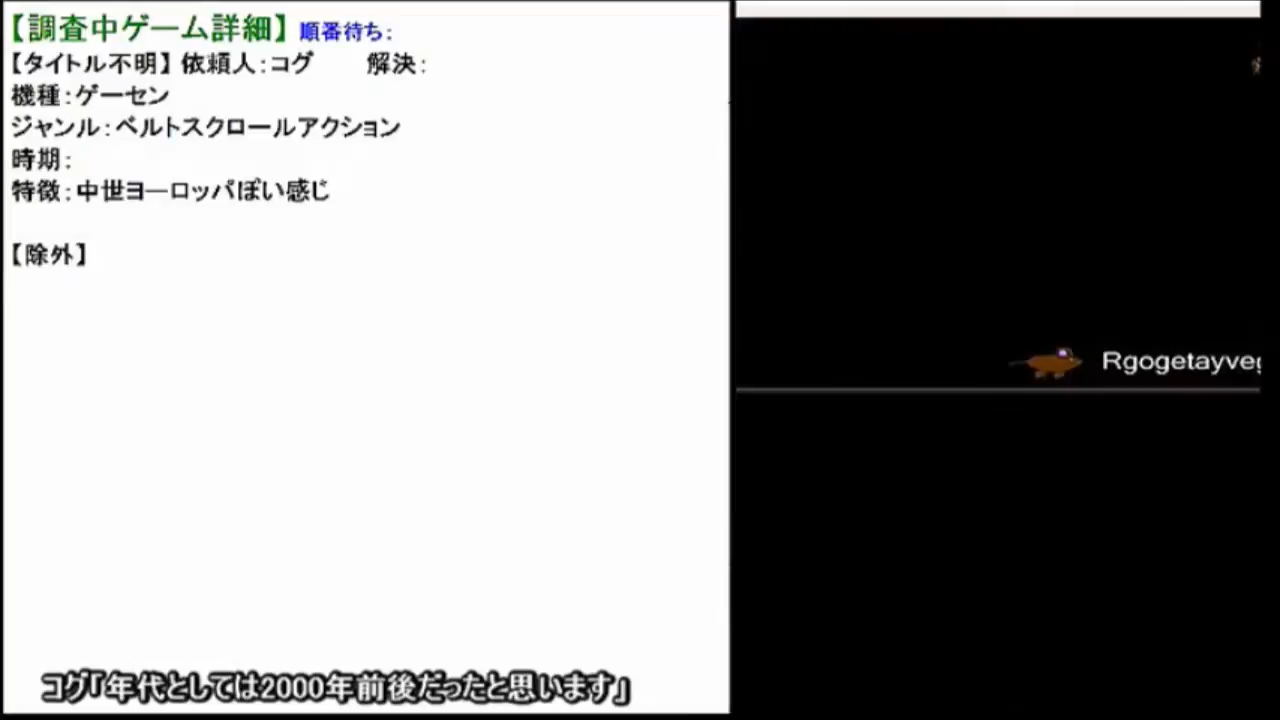 【調査中ゲーム詳細】 順番待ち:
【タイトル不明】 依頼人:コグ 解決:
機種:ゲーセン
ジャンル:ベルトスクロールアクション
時期:
特徴:中世ヨーロッパぽい感じ
【除外】
Rgogetayveg
コグ「年代としては2000年前後だったと思います」